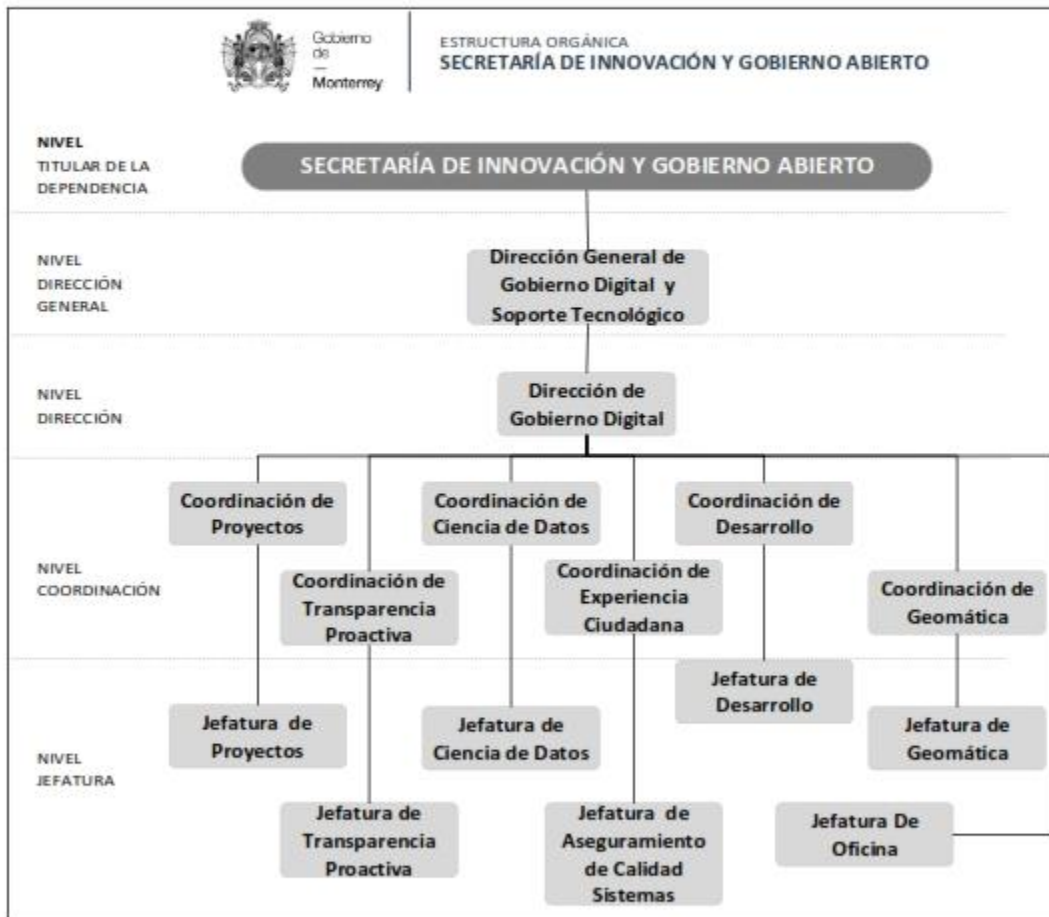 Gobierno
de
—
Monterrey
ESTRUCTURA ORGÁNICA
SECRETARÍA DE INNOVACIÓN Y GOBIERNO ABIERTO
NIVEL
TITULAR DE LA
DEPENDENCIA
SECRETARÍA DE INNOVACIÓN Y GOBIERNO ABIERTO
NIVEL
DIRECCIÓN
GENERAL
Dirección General de
Gobierno Digital y
Soporte Tecnológico
NIVEL
DIRECCIÓN
Dirección de
Gobierno Digital
NIVEL
COORDINACIÓN
Coordinación de
Proyectos
Coordinación de
Transparencia
Proactiva
Coordinación de
Ciencia de Datos
Coordinación de
Experiencia
Ciudadana
Coordinación de
Desarrollo
Coordinación de
Geomática
NIVEL
JEFATURA
Jefatura de
Proyectos
Jefatura de
Transparencia
Proactiva
Jefatura de
Ciencia de Datos
Jefatura de
Aseguramiento
de Calidad
Sistemas
Jefatura de
Desarrollo
Jefatura de
Geomática
Jefatura De
Oficina